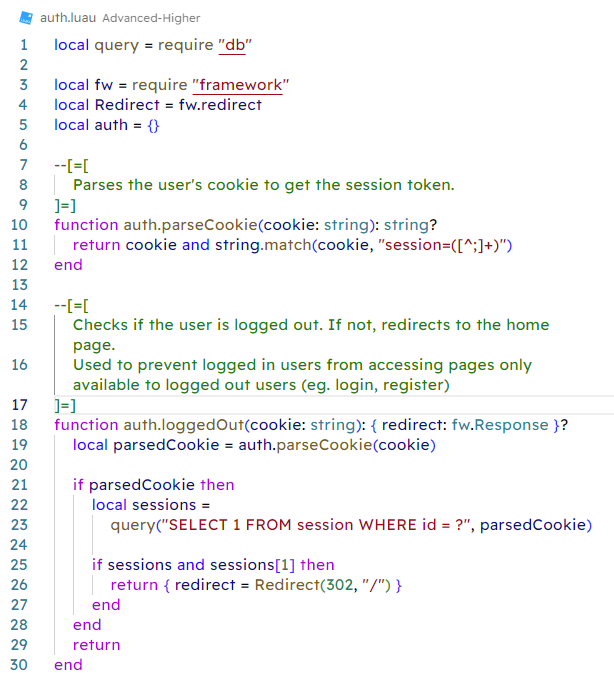 auth.luau Advanced-Higher
1 local query = require "db"
2
3 local fw = require "framework"
4 local Redirect = fw.redirect
5 local auth = {}
6
7 --[=[
8 Parses the user's cookie to get the session token.
9 ]=]
10 function auth.parseCookie(cookie: string): string?
11 return cookie and string.match(cookie, "session=([^;]+)")
12 end
13
14 --[=[
15 Checks if the user is logged out. If not, redirects to the home
page.
16 Used to prevent logged in users from accessing pages only
available to logged out users (eg. login, register)
17 ]=]
18 function auth.loggedOut(cookie: string): { redirect: fw.Response }?
19 local parsedCookie = auth.parseCookie(cookie)
20
21 if parsedCookie then
22 local sessions =
23 query("SELECT 1 FROM session WHERE id = ?", parsedCookie)
24
25 if sessions and sessions[1] then
26 return { redirect = Redirect(302, "/") }
27 end
28 end
29 return
30 end